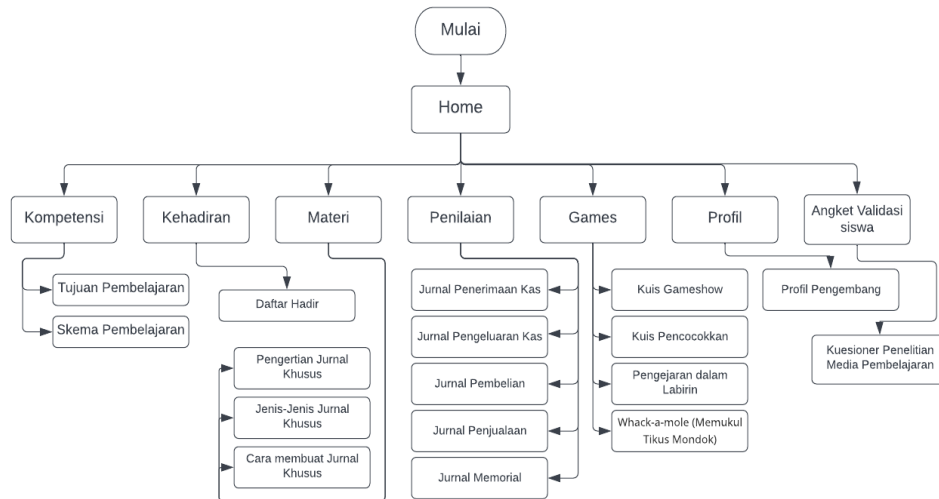 Mulai
Home
Kompetensi
Kehadiran
Materi
Penilaian
Games
Profil
Angket Validasi
siswa
Tujuan Pembelajaran
Skema Pembelajaran
Daftar Hadir
Pengertian Jurnal
Khusus
Jenis-Jenis Jurnal
Khusus
Cara membuat Jurnal
Khusus
Jurnal Penerimaan Kas
Jurnal Pengeluaran Kas
Jurnal Pembelian
Jurnal Penjualaan
Jurnal Memorial
Kuis Gameshow
Kuis Pencocokkan
Pengejaran dalam
Labirin
Whack-a-mole (Memukul
Tikus Mondok)
Profil Pengembang
Kuesioner Penelitian
Media Pembelajaran